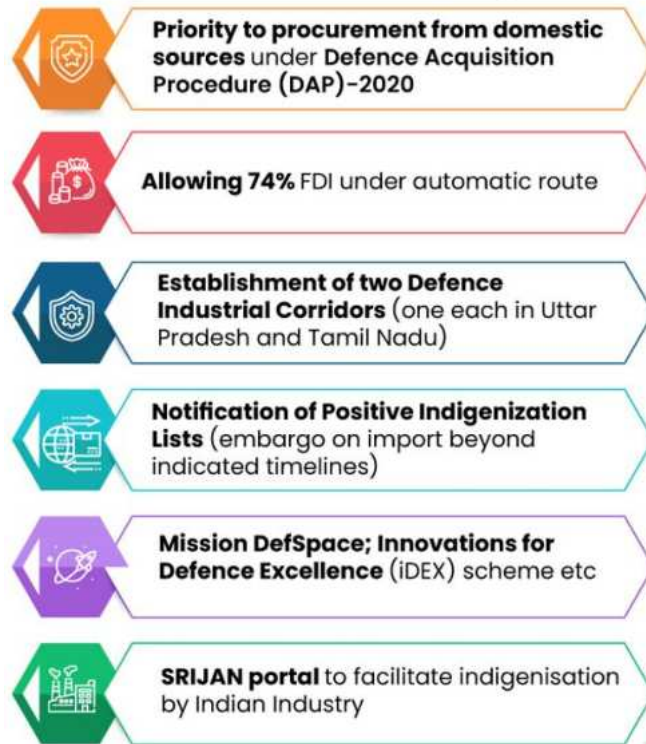 Priority to procurement from domestic
sources under Defence Acquisition
Procedure (DAP)-2020
$
Allowing 74% FDI under automatic route
Establishment of two Defence
Industrial Corridors (one each in Uttar
Pradesh and Tamil Nadu)
Notification of Positive Indigenization
Lists (embargo on import beyond
indicated timelines)
Mission DefSpace; Innovations for
Defence Excellence (iDEX) scheme etc
SRIJAN portal to facilitate indigenisation
by Indian Industry